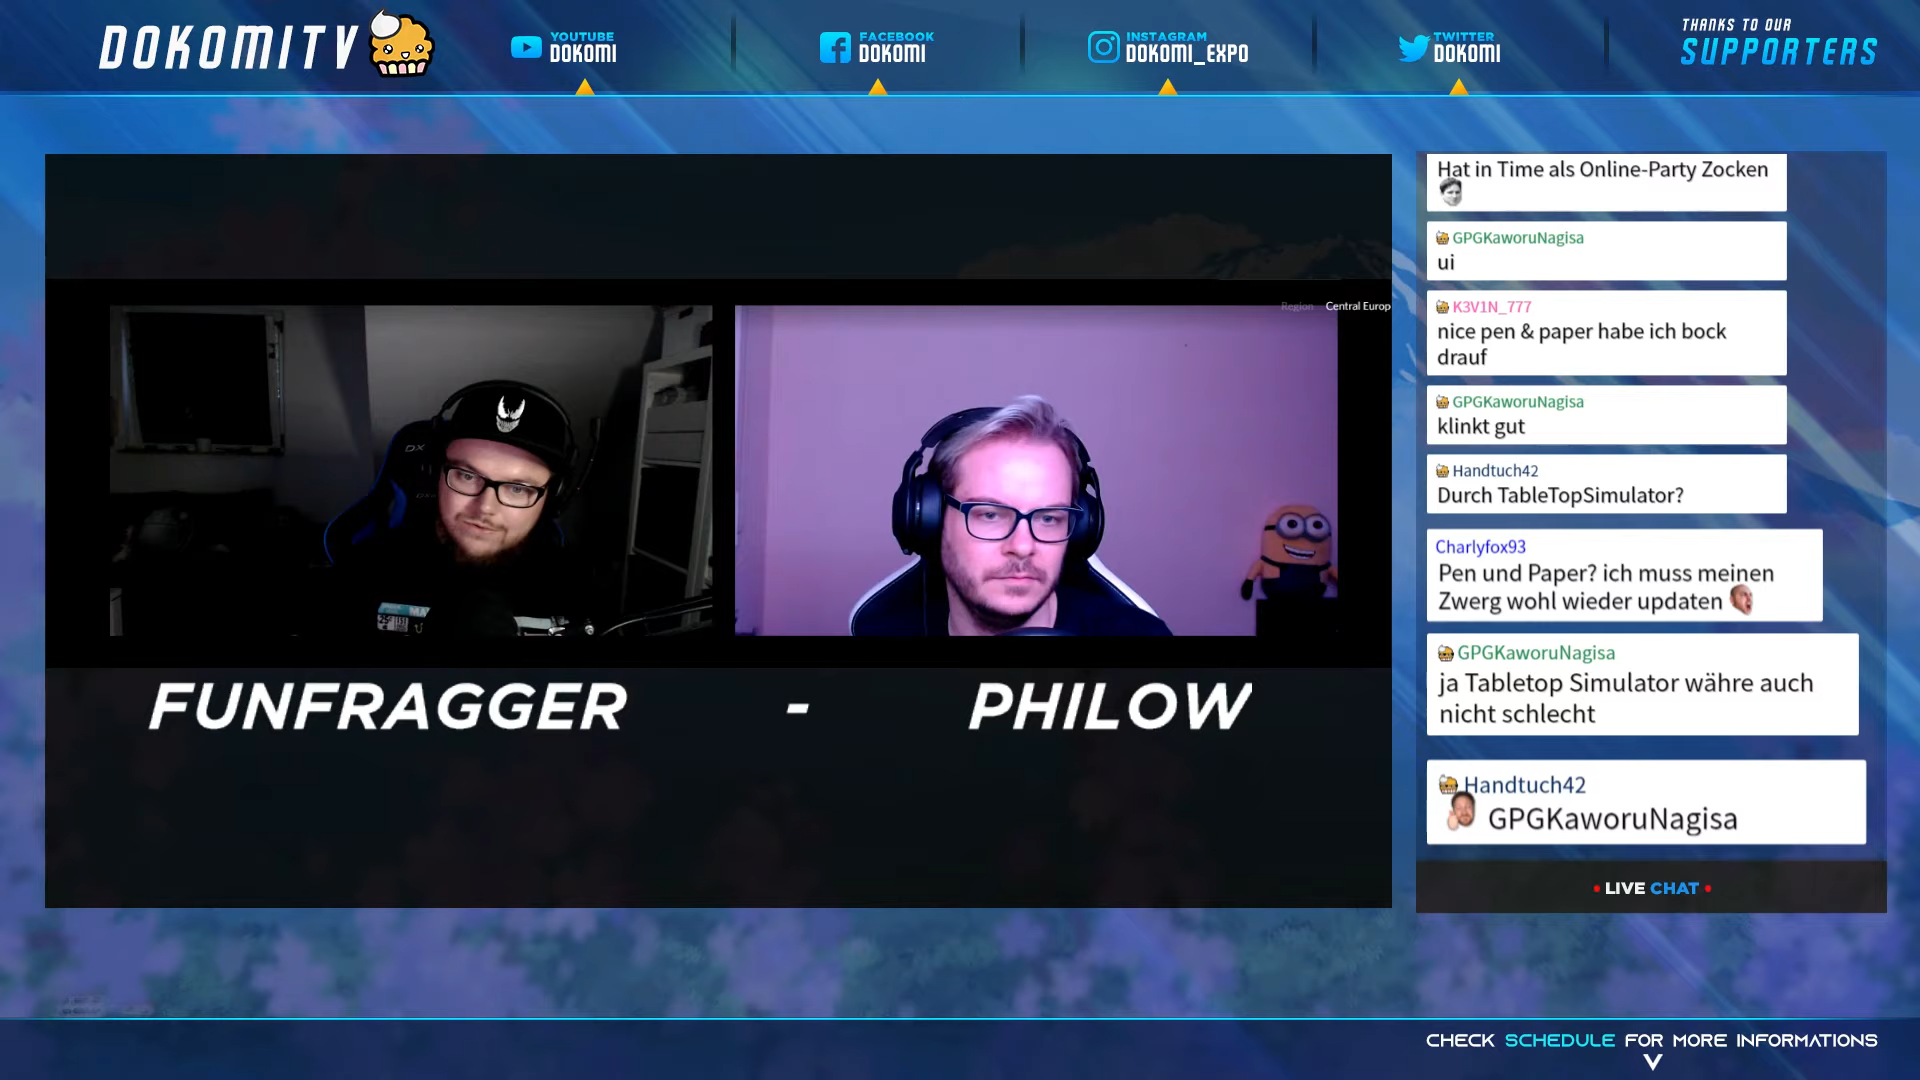 DOKOMITV
YOUTUBE
DOKOMI
FACEBOOK
DOKOMI
INSTAGRAM
DOKOMI_EXPO
TWITTER
DOKOMI
THANKS TO OUR
SUPPORTERS
Region Central Europ
DX
FUNFRAGGER - PHILOW
Hat in Time als Online-Party Zocken
GPGKaworuNagisa
ui
K3V1N_777
nice pen & paper habe ich bock
drauf
GPGKaworuNagisa
klinkt gut
Handtuch42
Durch TableTopSimulator?
Charlyfox93
Pen und Paper? ich muss meinen
Zwerg wohl wieder updaten
GPGKaworuNagisa
ja Tabletop Simulator währe auch
nicht schlecht
Handtuch42
GPGKaworuNagisa
• LIVE CHAT •
CHECK SCHEDULE FOR MORE INFORMATIONS